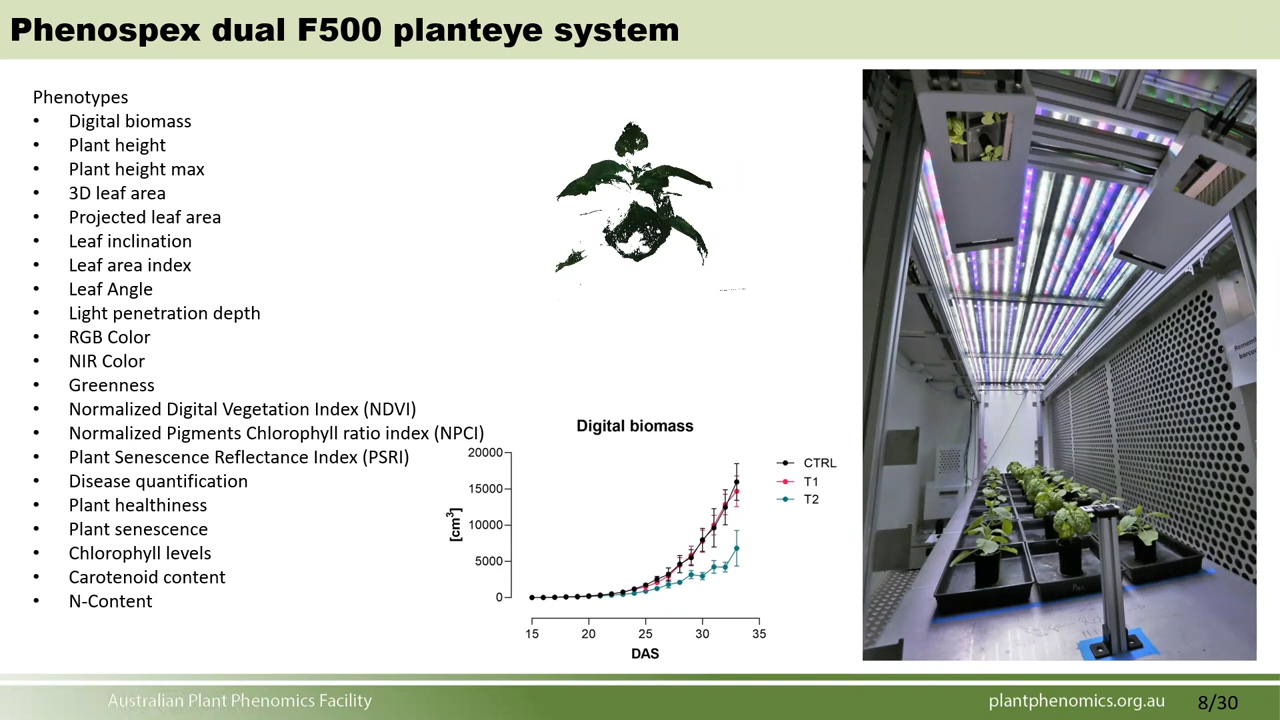 Phenospex dual F500 planteye system
Phenotypes
• Digital biomass
• Plant height
• Plant height max
• 3D leaf area
• Projected leaf area
• Leaf inclination
• Leaf area index
• Leaf Angle
• Light penetration depth
• RGB Color
• NIR Color
• Greenness
• Normalized Digital Vegetation Index (NDVI)
• Normalized Pigments Chlorophyll ratio index (NPCI)
• Plant Senescence Reflectance Index (PSRI)
• Disease quantification
• Plant healthiness
• Plant senescence
• Chlorophyll levels
• Carotenoid content
• N-Content
Digital biomass
[cm³]
20000
15000
10000
5000
0
15 20 25 30 35
DAS
CTRL
T1
T2
Australian Plant Phenomics Facility
plantphenomics.org.au
8/30